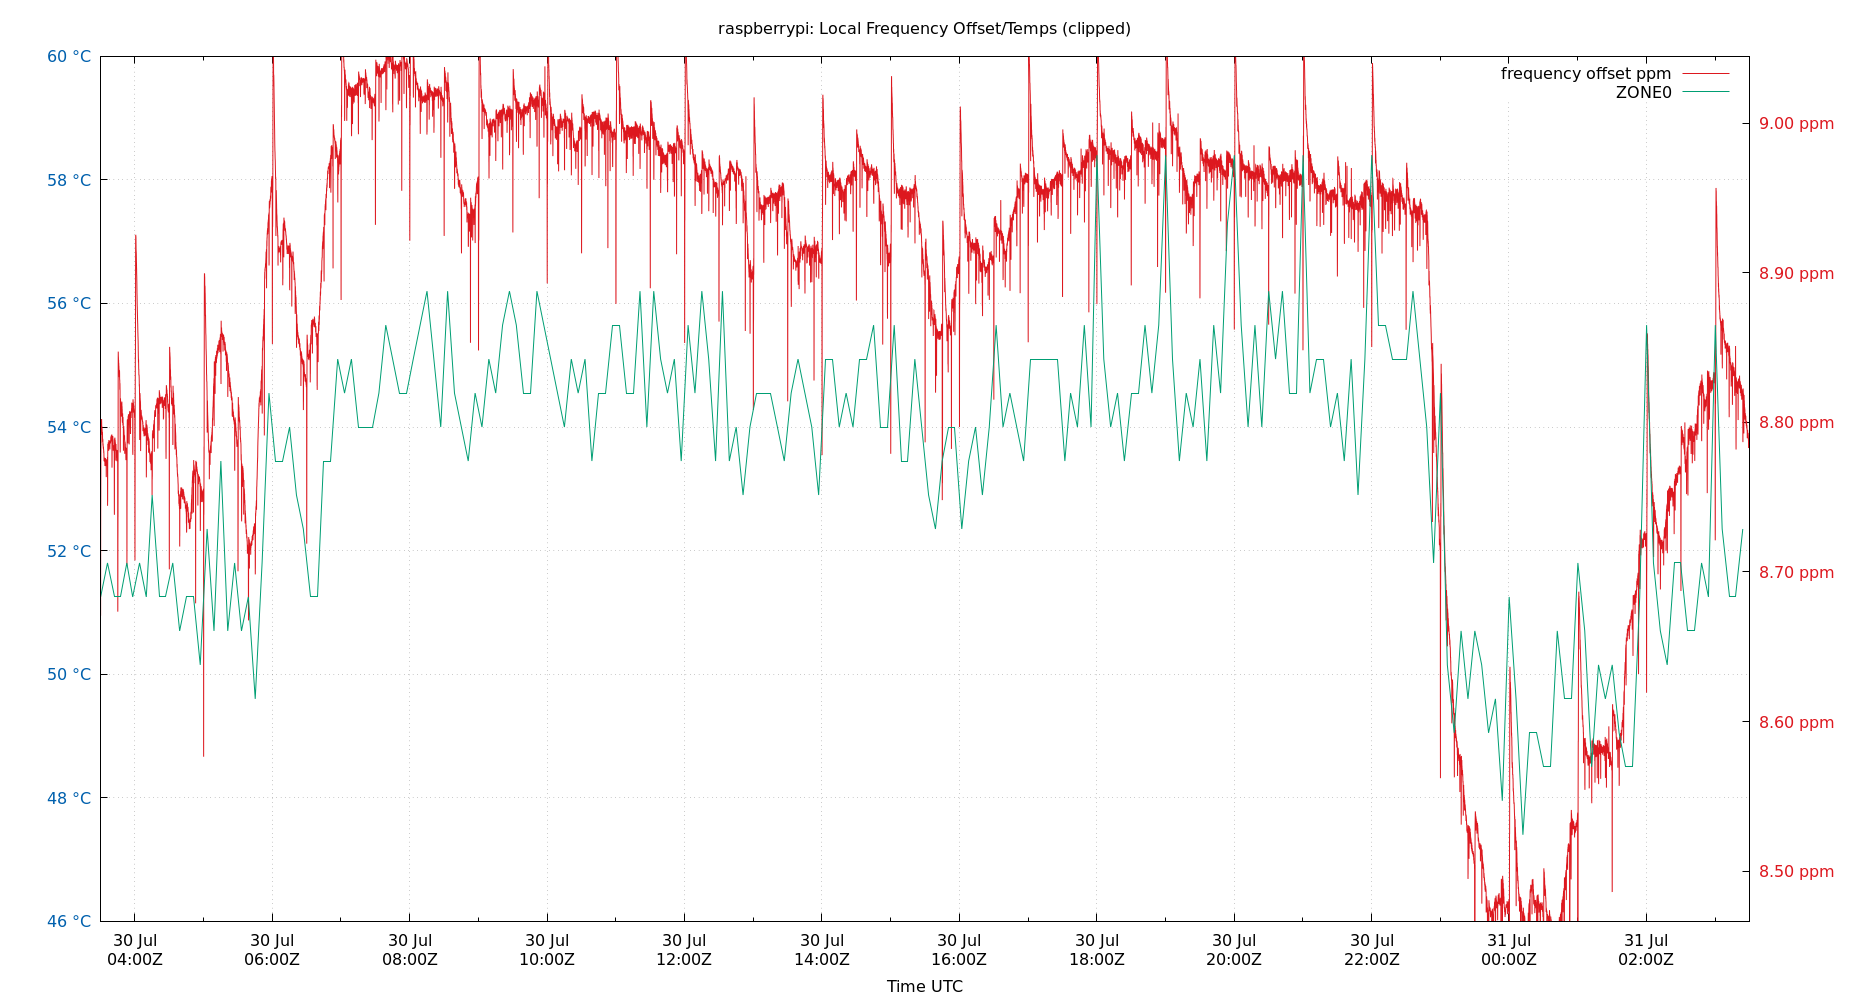 raspberrypi: Local Frequency Offset/Temps (clipped)
60 °C
58 °C
56 °C
54 °C
52 °C
50 °C
48 °C
46 °C
frequency offset ppm
ZONE0
9.00 ppm
8.90 ppm
8.80 ppm
8.70 ppm
8.60 ppm
8.50 ppm
30 Jul 30 Jul 30 Jul 30 Jul 30 Jul 30 Jul 30 Jul 30 Jul 30 Jul 30 Jul 31 Jul 31 Jul
04:00Z 06:00Z 08:00Z 10:00Z 12:00Z 14:00Z 16:00Z 18:00Z 20:00Z 22:00Z 00:00Z 02:00Z
Time UTC